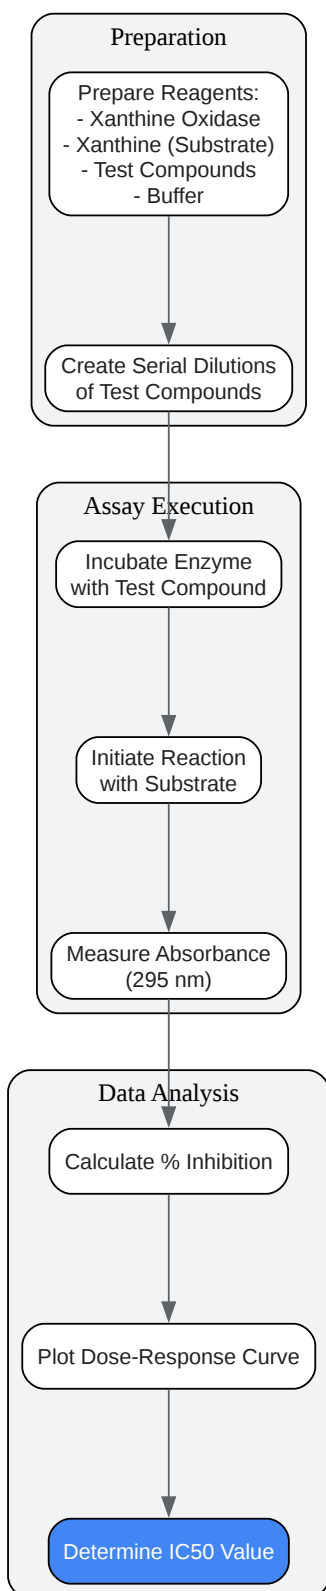 Preparation
Prepare Reagents:
- Xanthine Oxidase
- Xanthine (Substrate)
- Test Compounds
- Buffer
Create Serial Dilutions
of Test Compounds
Assay Execution
Incubate Enzyme
with Test Compound
Initiate Reaction
with Substrate
Measure Absorbance
(295 nm)
Data Analysis
Calculate % Inhibition
Plot Dose-Response Curve
Determine IC50 Value